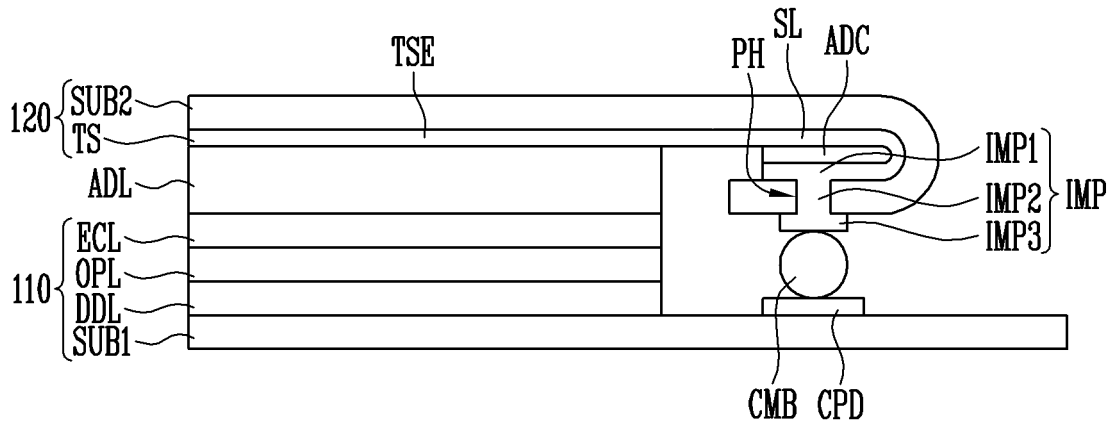 SL
TSE
PH
ADC
120
SUB2
TS
ADL
IMP1
IMP2
IMP3
IMP
110
ECL
OPL
DDL
SUB1
CMB
CPD